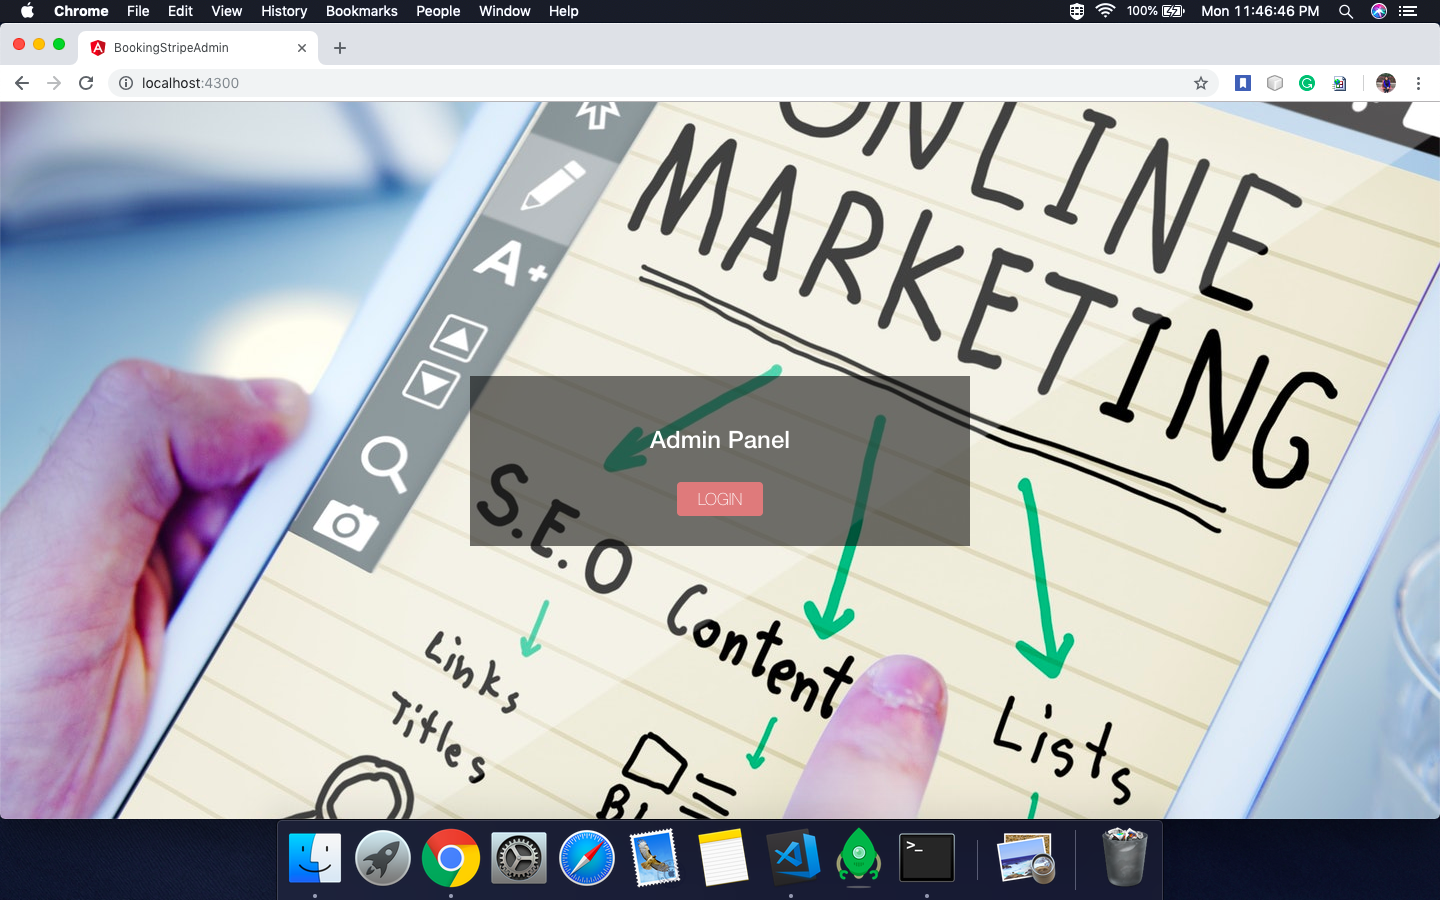 Chrome File Edit View History Bookmarks People Window Help 100% Mon 11:46:46 PM
BookingStripeAdmin
localhost:4300
ONLINE
MARKETING
A+
Admin Panel
LOGIN
S.E.O
Content
Links
Titles
Lists
>_